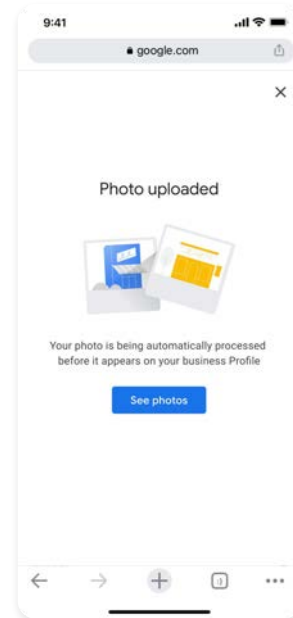 9:41
google.com
Photo uploaded
Your photo is being automatically processed
before it appears on your business Profile
See photos
:)